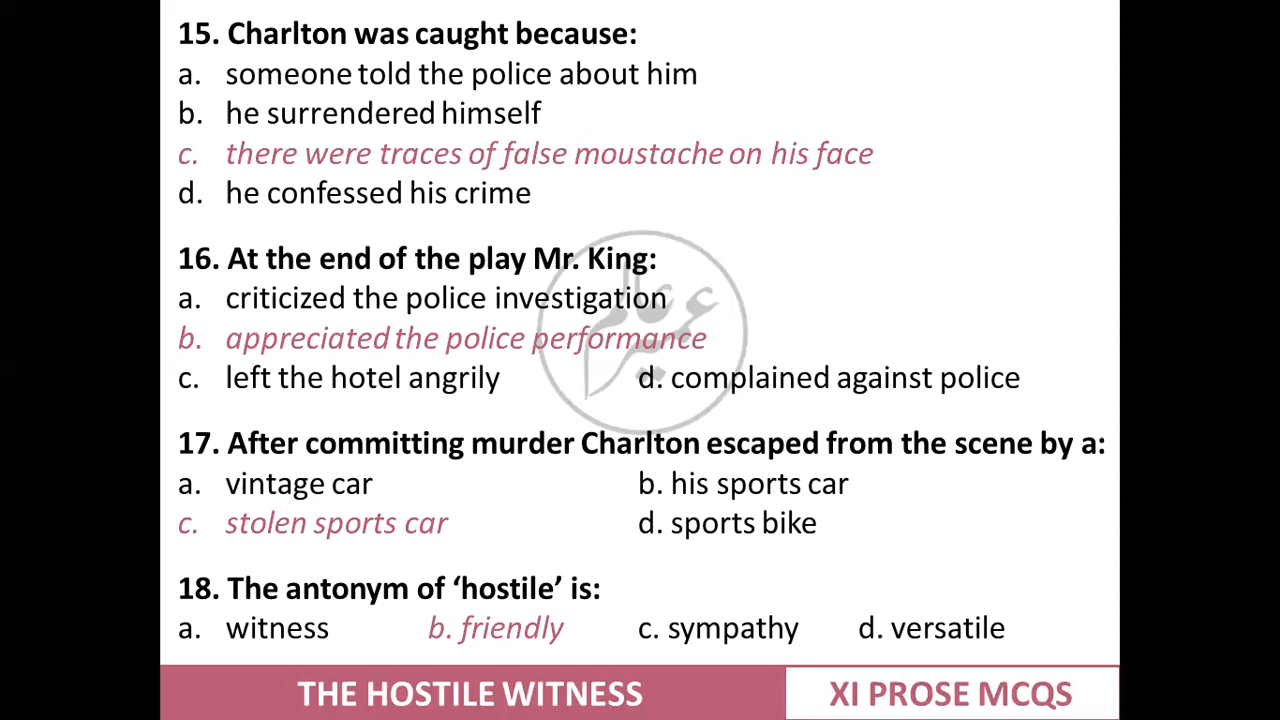 15. Charlton was caught because:
a. someone told the police about him
b. he surrendered himself
c. there were traces of false moustache on his face
d. he confessed his crime
16. At the end of the play Mr. King:
a. criticized the police investigation
b. appreciated the police performance
c. left the hotel angrily d. complained against police
17. After committing murder Charlton escaped from the scene by a:
a. vintage car b. his sports car
c. stolen sports car d. sports bike
18. The antonym of ‘hostile’ is:
a. witness b. friendly c. sympathy d. versatile
THE HOSTILE WITNESS XI PROSE MCQS